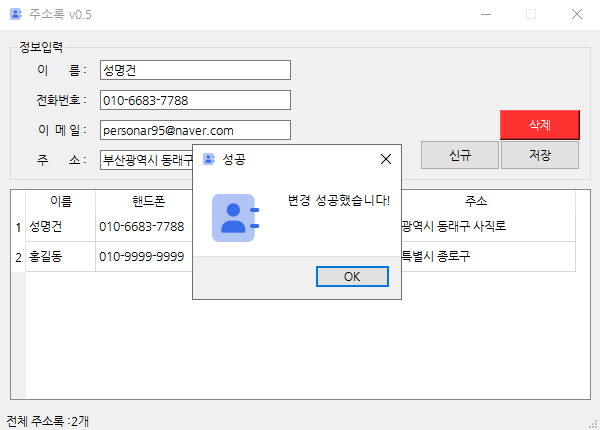 주소록 v0.5
정보입력
이 름 : 성명건
전화번호 : 010-6683-7788
이 메 일 : personar95@naver.com
삭제
주 소 : 부산광역시 동래구
신규 저장
성공
변경 성공했습니다!
OK
이름 핸드폰 주소
1 성명건 010-6683-7788 광역시 동래구 사직로
2 홍길동 010-9999-9999 특별시 종로구
전체 주소록 :2개